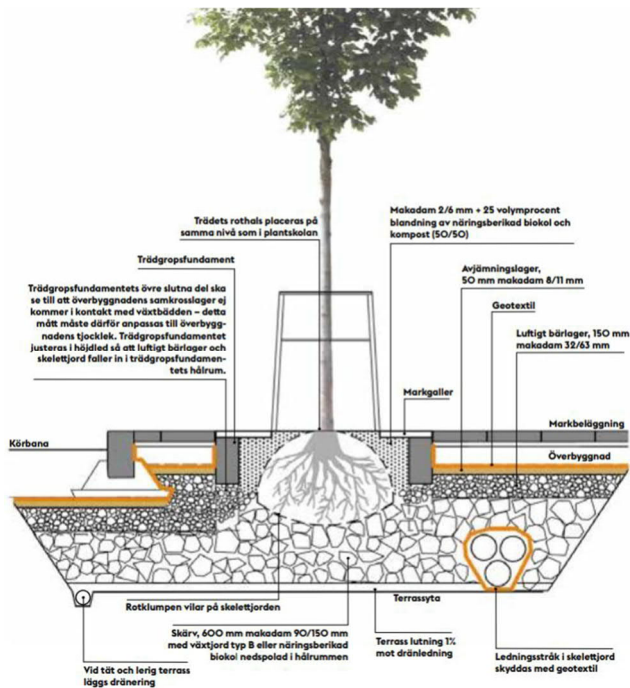 Trädets rothals placeras på
samma nivå som i plantskolan
Makadam 2/6 mm + 25 volymprocent
blandning av näringsberikad biokol och
kompost (50/50)
Trädgropsfundament
Avjämningslager,
50 mm makadam 8/11 mm
Trädgropsfundamentets övre slutna del ska
se till att överbyggnadens samkrosslager ej
kommer i kontakt med växtbädden – detta
mått måste därför anpassas till överbygg-
nadens tjocklek. Trädgropsfundamentet
justeras i höjdled så att luftigt bärlager och
skelettjord faller in i trädgropsfundamen-
tets hålrum.
Geotextil
Luftigt bärlager, 150 mm
makadam 32/63 mm
Markgaller
Markbeläggning
Körbana
Överbyggnad
Rotklumpen vilar på skelettjorden
Terrassyta
Skärv, 600 mm makadam 90/150 mm
med växtjord typ B eller näringsberikad
biokol nedspolad i hålrummen
Terrass lutning 1%
mot dränledning
Ledningsstråk i skelettjord
skyddas med geotextil
Vid tät och lerig terrass
läggs dränering